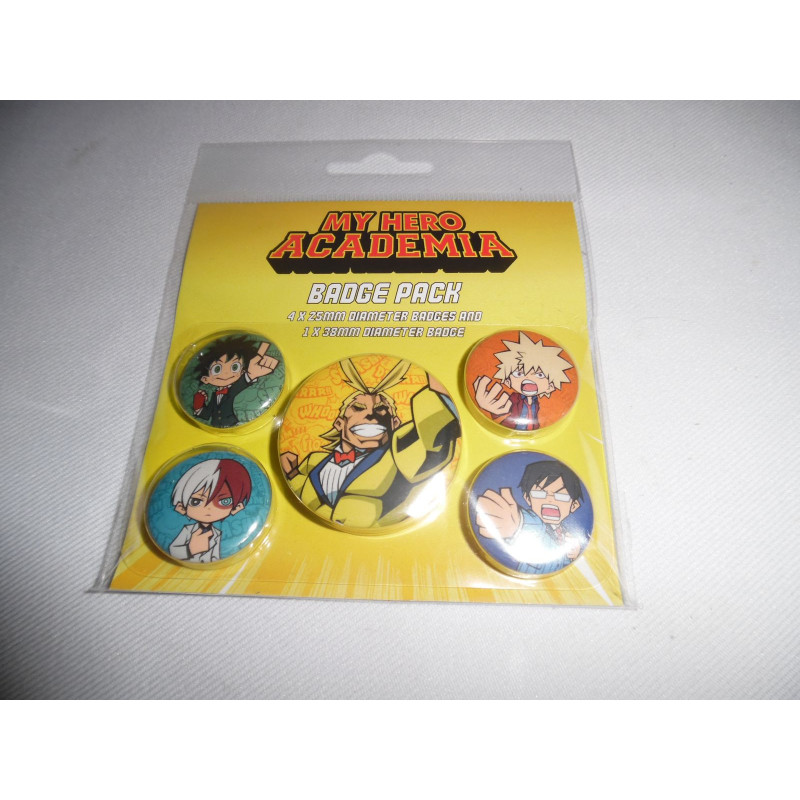 MY HERO
ACADEMIA
BADGE PACK
4 X 25MM DIAMETER BADGES AND
1 X 38MM DIAMETER BADGE